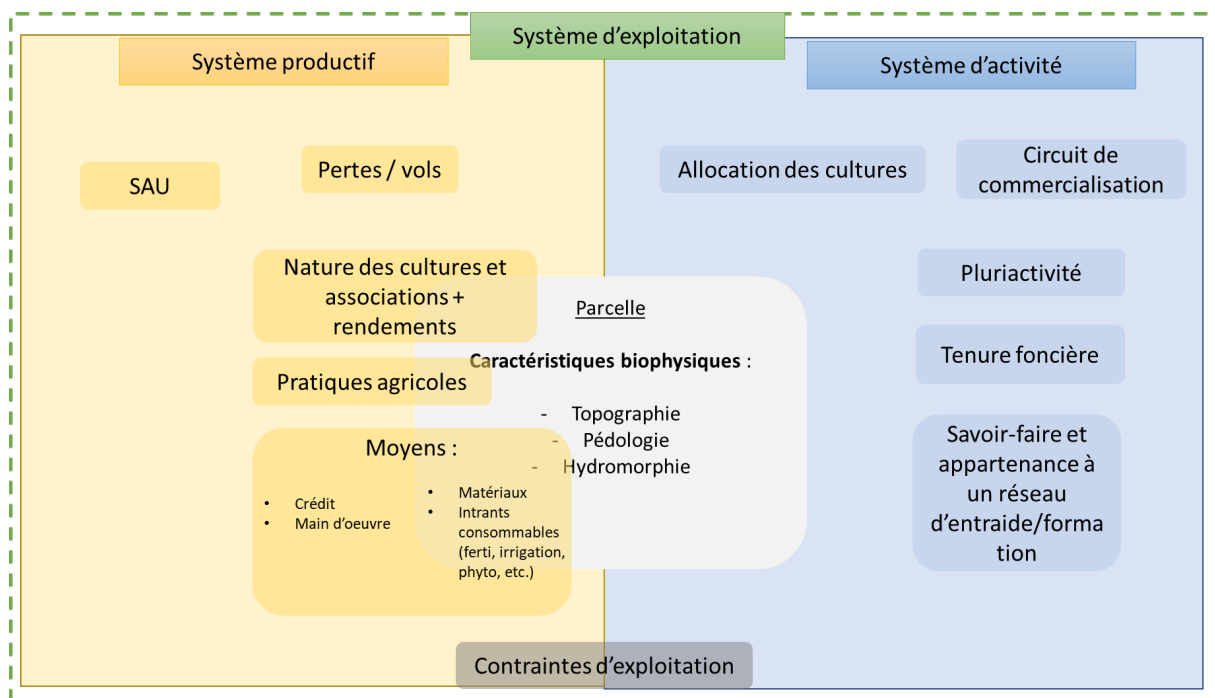 Système d'exploitation
Système productif
Système d'activité
SAU
Pertes / vols
Allocation des cultures
Circuit de
commercialisation
Nature des cultures et
associations +
rendements
Pluriactivité
Parcelle
Tenure foncière
Caractéristiques biophysiques :
Pratiques agricoles
- Topographie
- Pédologie
- Hydromorphie
Moyens :
• Crédit
• Main d'oeuvre
• Matériaux
• Intrants
consommables
(ferti, irrigation,
phyto, etc.)
Savoir-faire et
appartenance à
un réseau
d'entraide/forma
tion
Contraintes d'exploitation